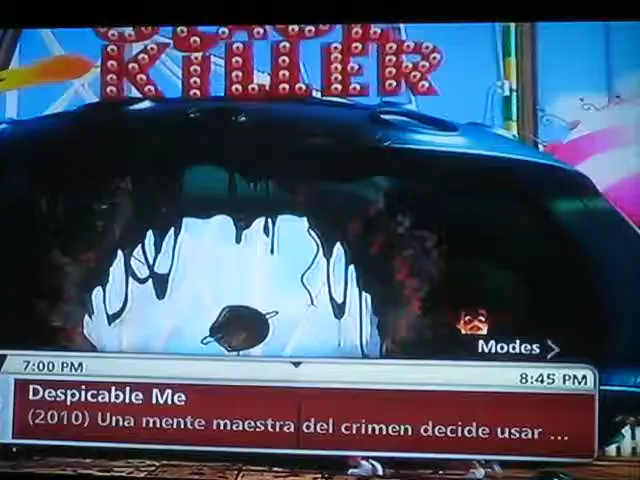 KILLER
Modes >
7:00 PM
8:45 PM
Despicable Me
(2010) Una mente maestra del crimen decide usar ...